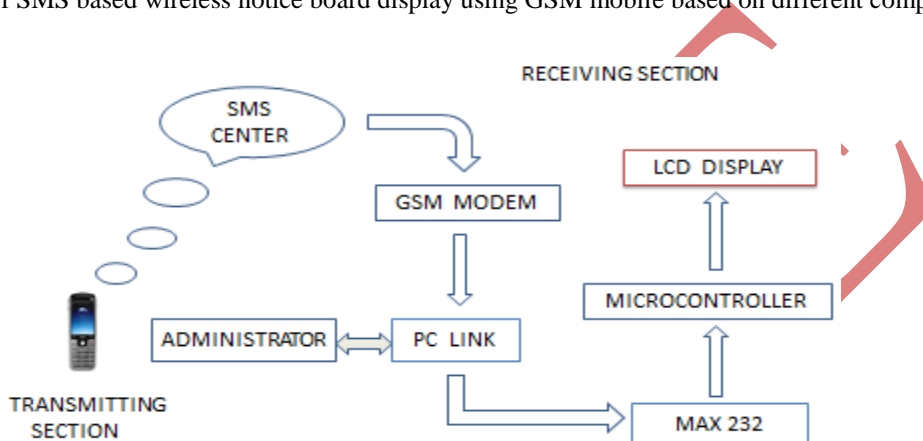 SMS based wireless notice board display using GSM mobile based on different
RECEIVING SECTION
SMS
CENTER
LCD DISPLAY
GSM MODEM
MICROCONTROLLER
ADMINISTRATOR
PC LINK
TRANSMITTING
SECTION
MAX 232